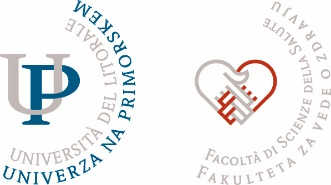 UP
UNIVERSITÀ DEL LITORALE
UNIVERZA NA PRIMORSKEM
FACOLTÀ DI SCIENZE DELLA SALUTE
FAKULTETA ZA VEDE O ZDRAVJU